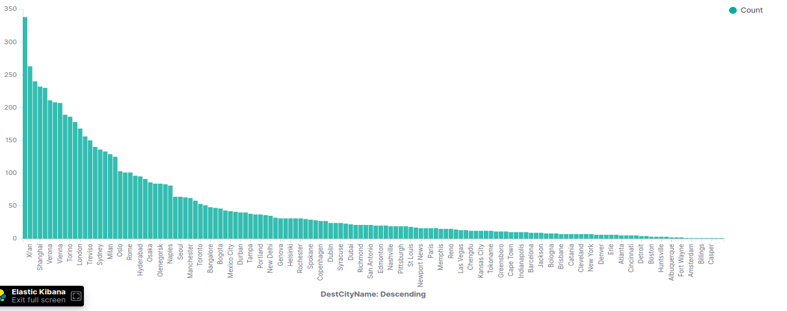 350
Count
300
250
200
150
100
50
0
Xi'an
Shanghai
Verona
Vienna
Torino
London
Treviso
Sydney
Milan
Oslo
Rome
Hyderabad
Osaka
Olenegorsk
Naples
Seoul
Manchester
Toronto
Bangalore
Bogota
Mexico City
Durban
Tampa
Portland
New Delhi
Genova
Helsinki
Rochester
Spokane
Copenhagen
Dublin
Syracuse
Dubai
Richmond
San Antonio
Edmonton
Nashville
Pittsburgh
St Louis
Newport News
Paris
Memphis
Reno
Las Vegas
Chengdu
Kansas City
Tokoname
Greensboro
Cape Town
Indianapolis
Barcelona
Jackson
Bologna
Brisbane
Catania
Cleveland
New York
Denver
Erie
Atlanta
Cincinnati
Detroit
Boston
Huntsville
Albuquerque
Fort Wayne
Amsterdam
Billings
Casper
DestCityName: Descending
Elastic Kibana
Exit full screen